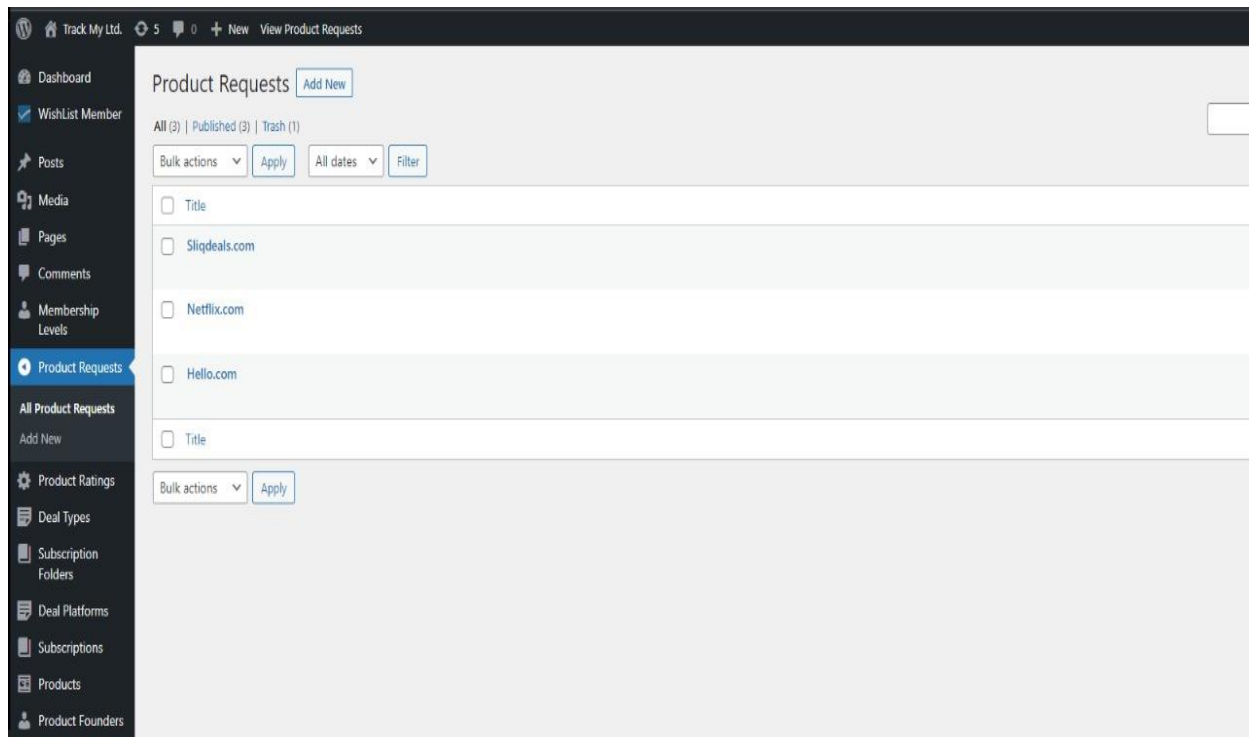 Track My Ltd. 5 0 New View Product Requests
Dashboard
WishList Member
Posts
Media
Pages
Comments
Membership
Levels
Product Requests
All Product Requests
Add New
Product Ratings
Deal Types
Subscription
Folders
Deal Platforms
Subscriptions
Products
Product Founders
Product Requests Add New
All (3) | Published (3) | Trash (1)
Bulk actions Apply All dates Filter
Title
Sliqdeals.com
Netflix.com
Hello.com
Title
Bulk actions Apply